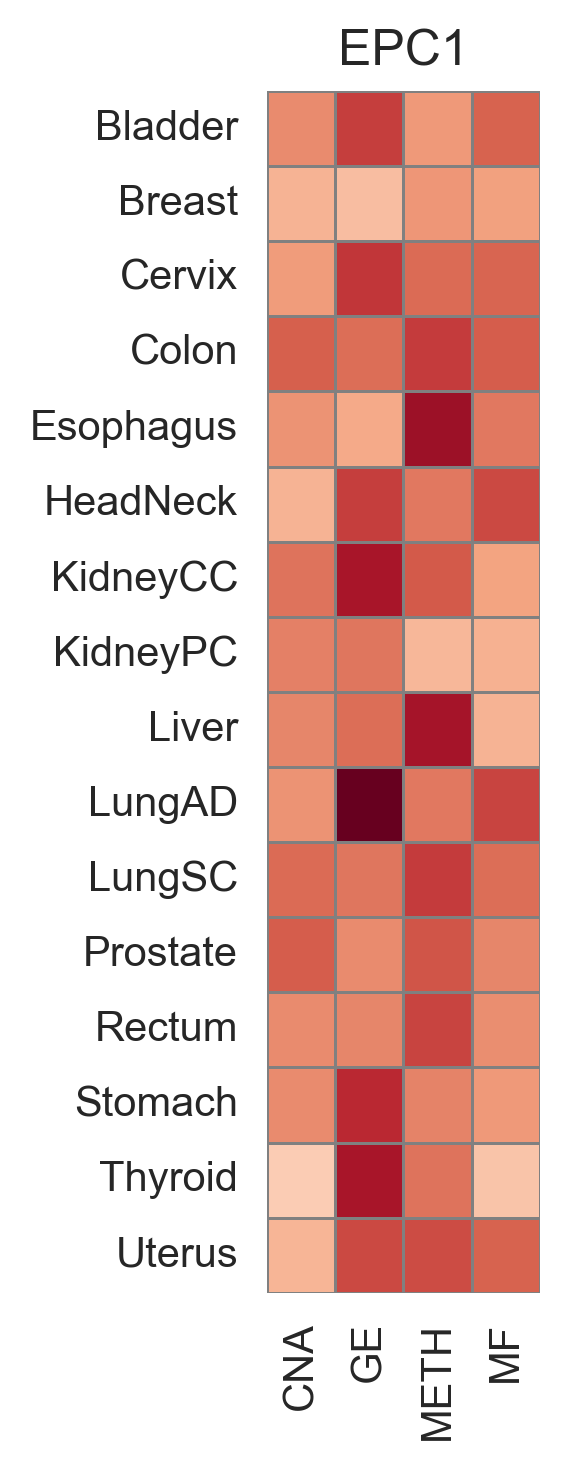 EPC1
Bladder
Breast
Cervix
Colon
Esophagus
HeadNeck
KidneyCC
KidneyPC
Liver
LungAD
LungSC
Prostate
Rectum
Stomach
Thyroid
Uterus
CNA
GE
METH
MF